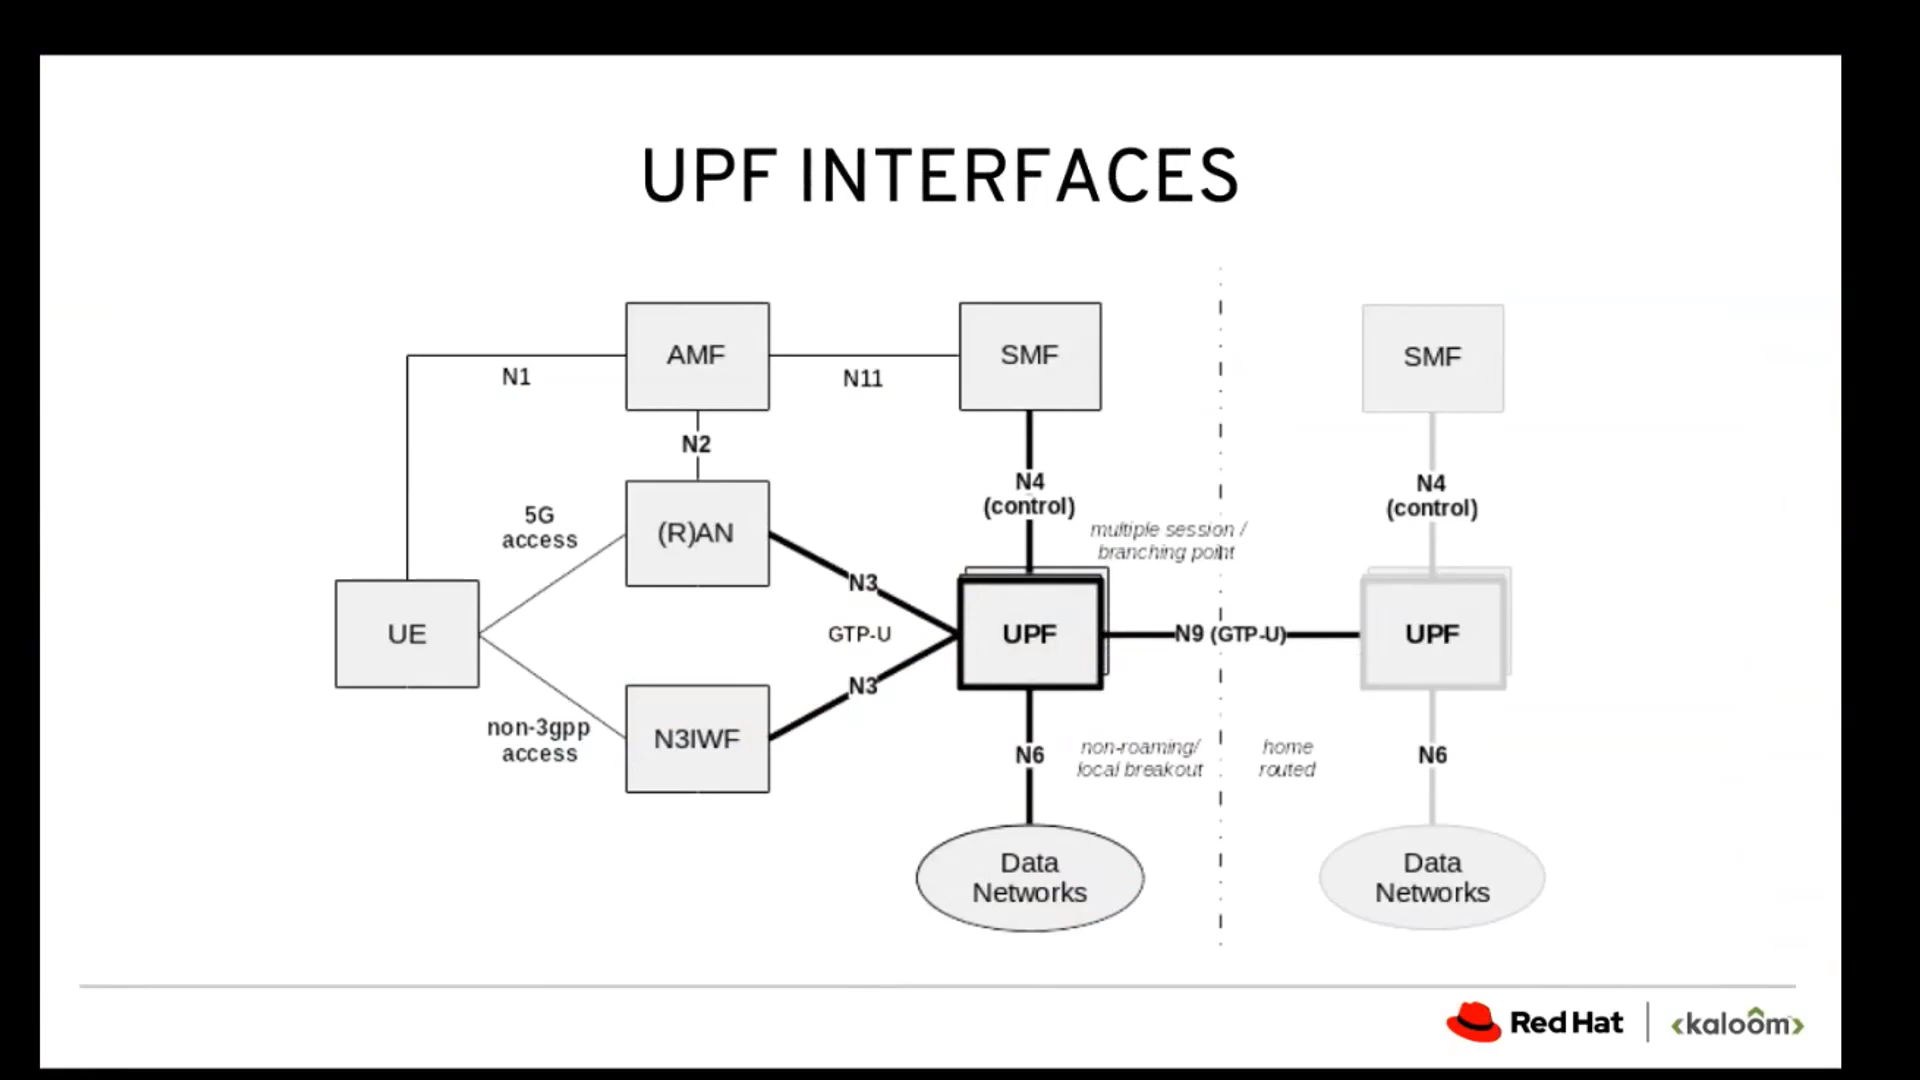 UPF INTERFACES
AMF
SMF
SMF
N1
N11
N2
N4
(control)
N4
(control)
5G
access
(R)AN
multiple session /
branching point
N3
UE
GTP-U
UPF
N9 (GTP-U)
UPF
N3
non-3gpp
access
N3IWF
N6
non-roaming/
local breakout
home
routed
N6
Data
Networks
Data
Networks
Red Hat
<kaloom>